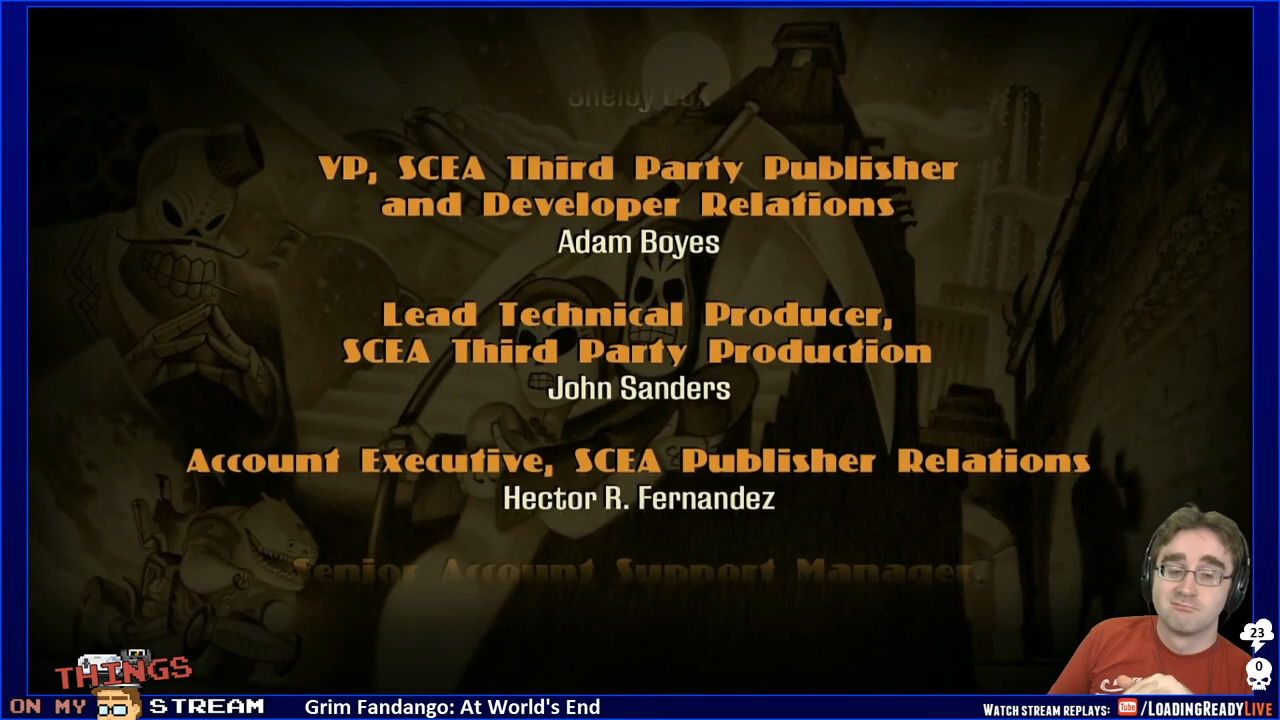 VP, SCEA Third Party Publisher
and Developer Relations
Adam Boyes
Lead Technical Producer,
SCEA Third Party Production
John Sanders
Account Executive, SCEA Publisher Relations
Hector R. Fernandez
Senior Account Support Manager,
23
0
THINGS
ON MY STREAM
Grim Fandango: At World's End
WATCH STREAM REPLAYS: You Tube /LOADINGREADYLIVE